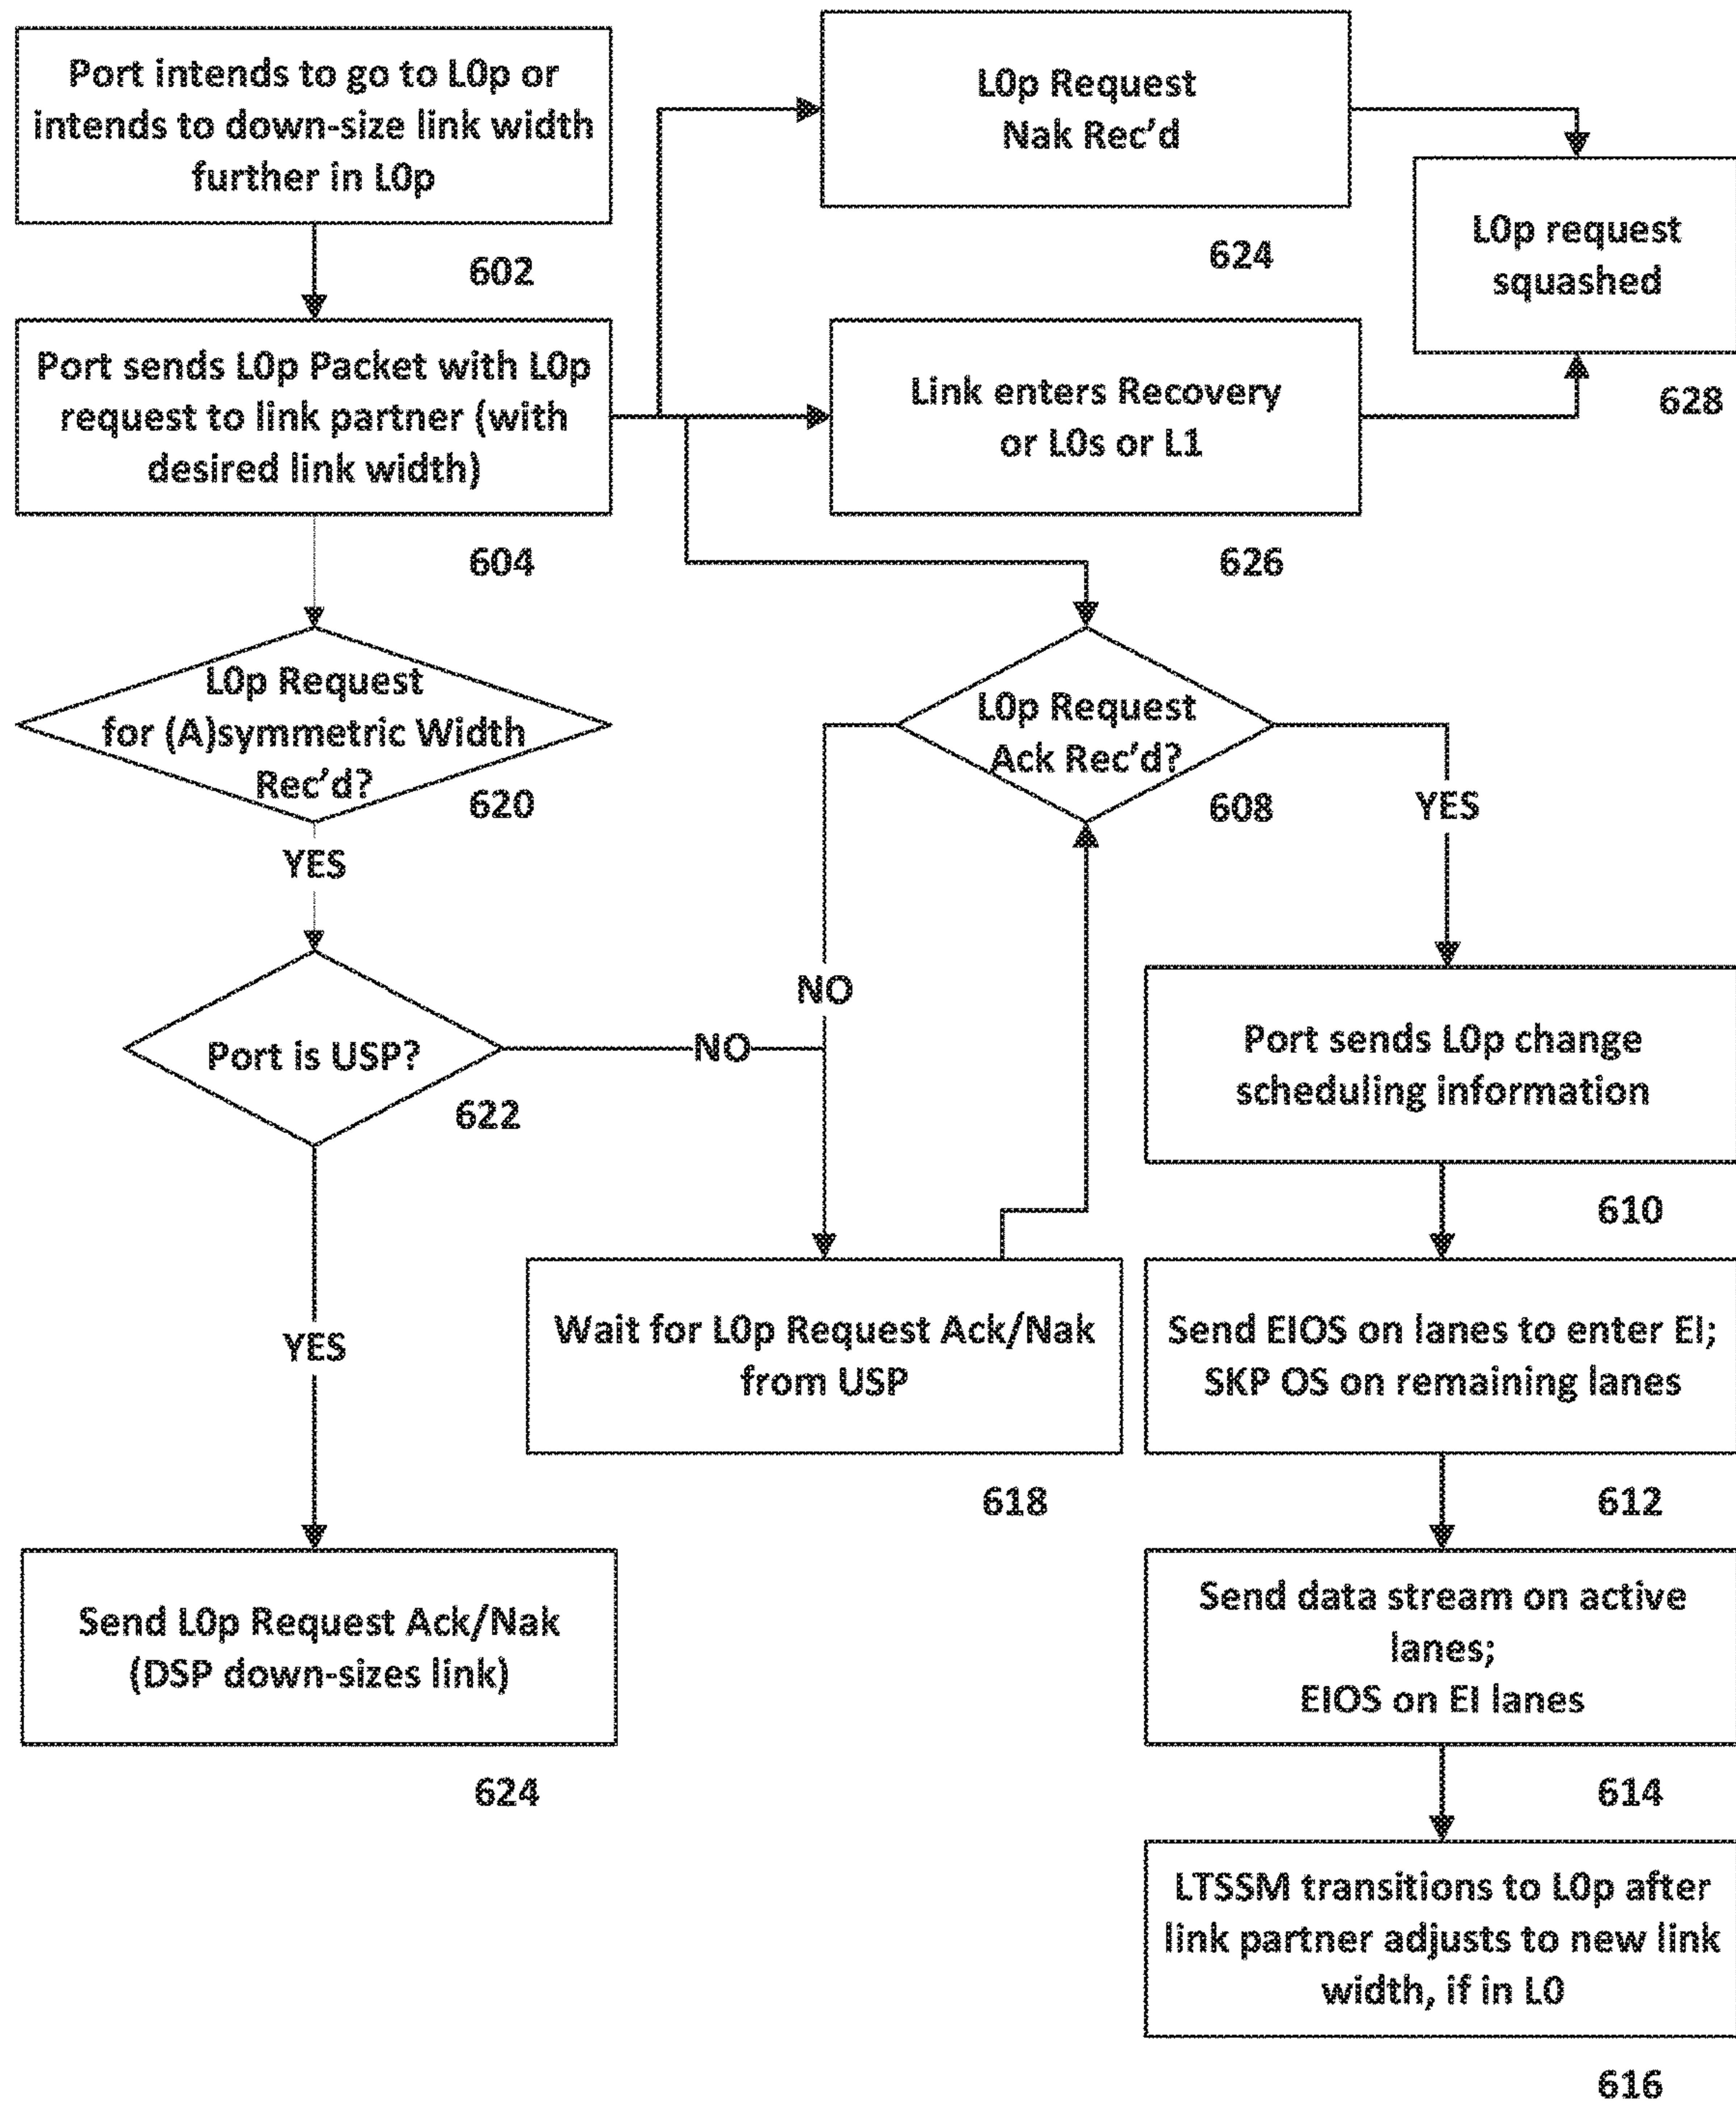 Port intends to go to L0p or
intends to down-size link width
further in L0p
602
L0p Request
Nak Rec'd
624
L0p request
squashed
628
Port sends L0p Packet with L0p
request to link partner (with
desired link width)
604
Link enters Recovery
or L0s or L1
626
L0p Request
for (A)symmetric Width
Rec'd?
620
YES
L0p Request
Ack Rec'd?
608
YES
NO
Port is USP?
622
NO
YES
Port sends L0p change
scheduling information
610
Wait for L0p Request Ack/Nak
from USP
618
Send EIOS on lanes to enter EI;
SKP OS on remaining lanes
612
Send L0p Request Ack/Nak
(DSP down-sizes link)
624
Send data stream on active
lanes;
EIOS on EI lanes
614
LTSSM transitions to L0p after
link partner adjusts to new link
width, if in L0
616